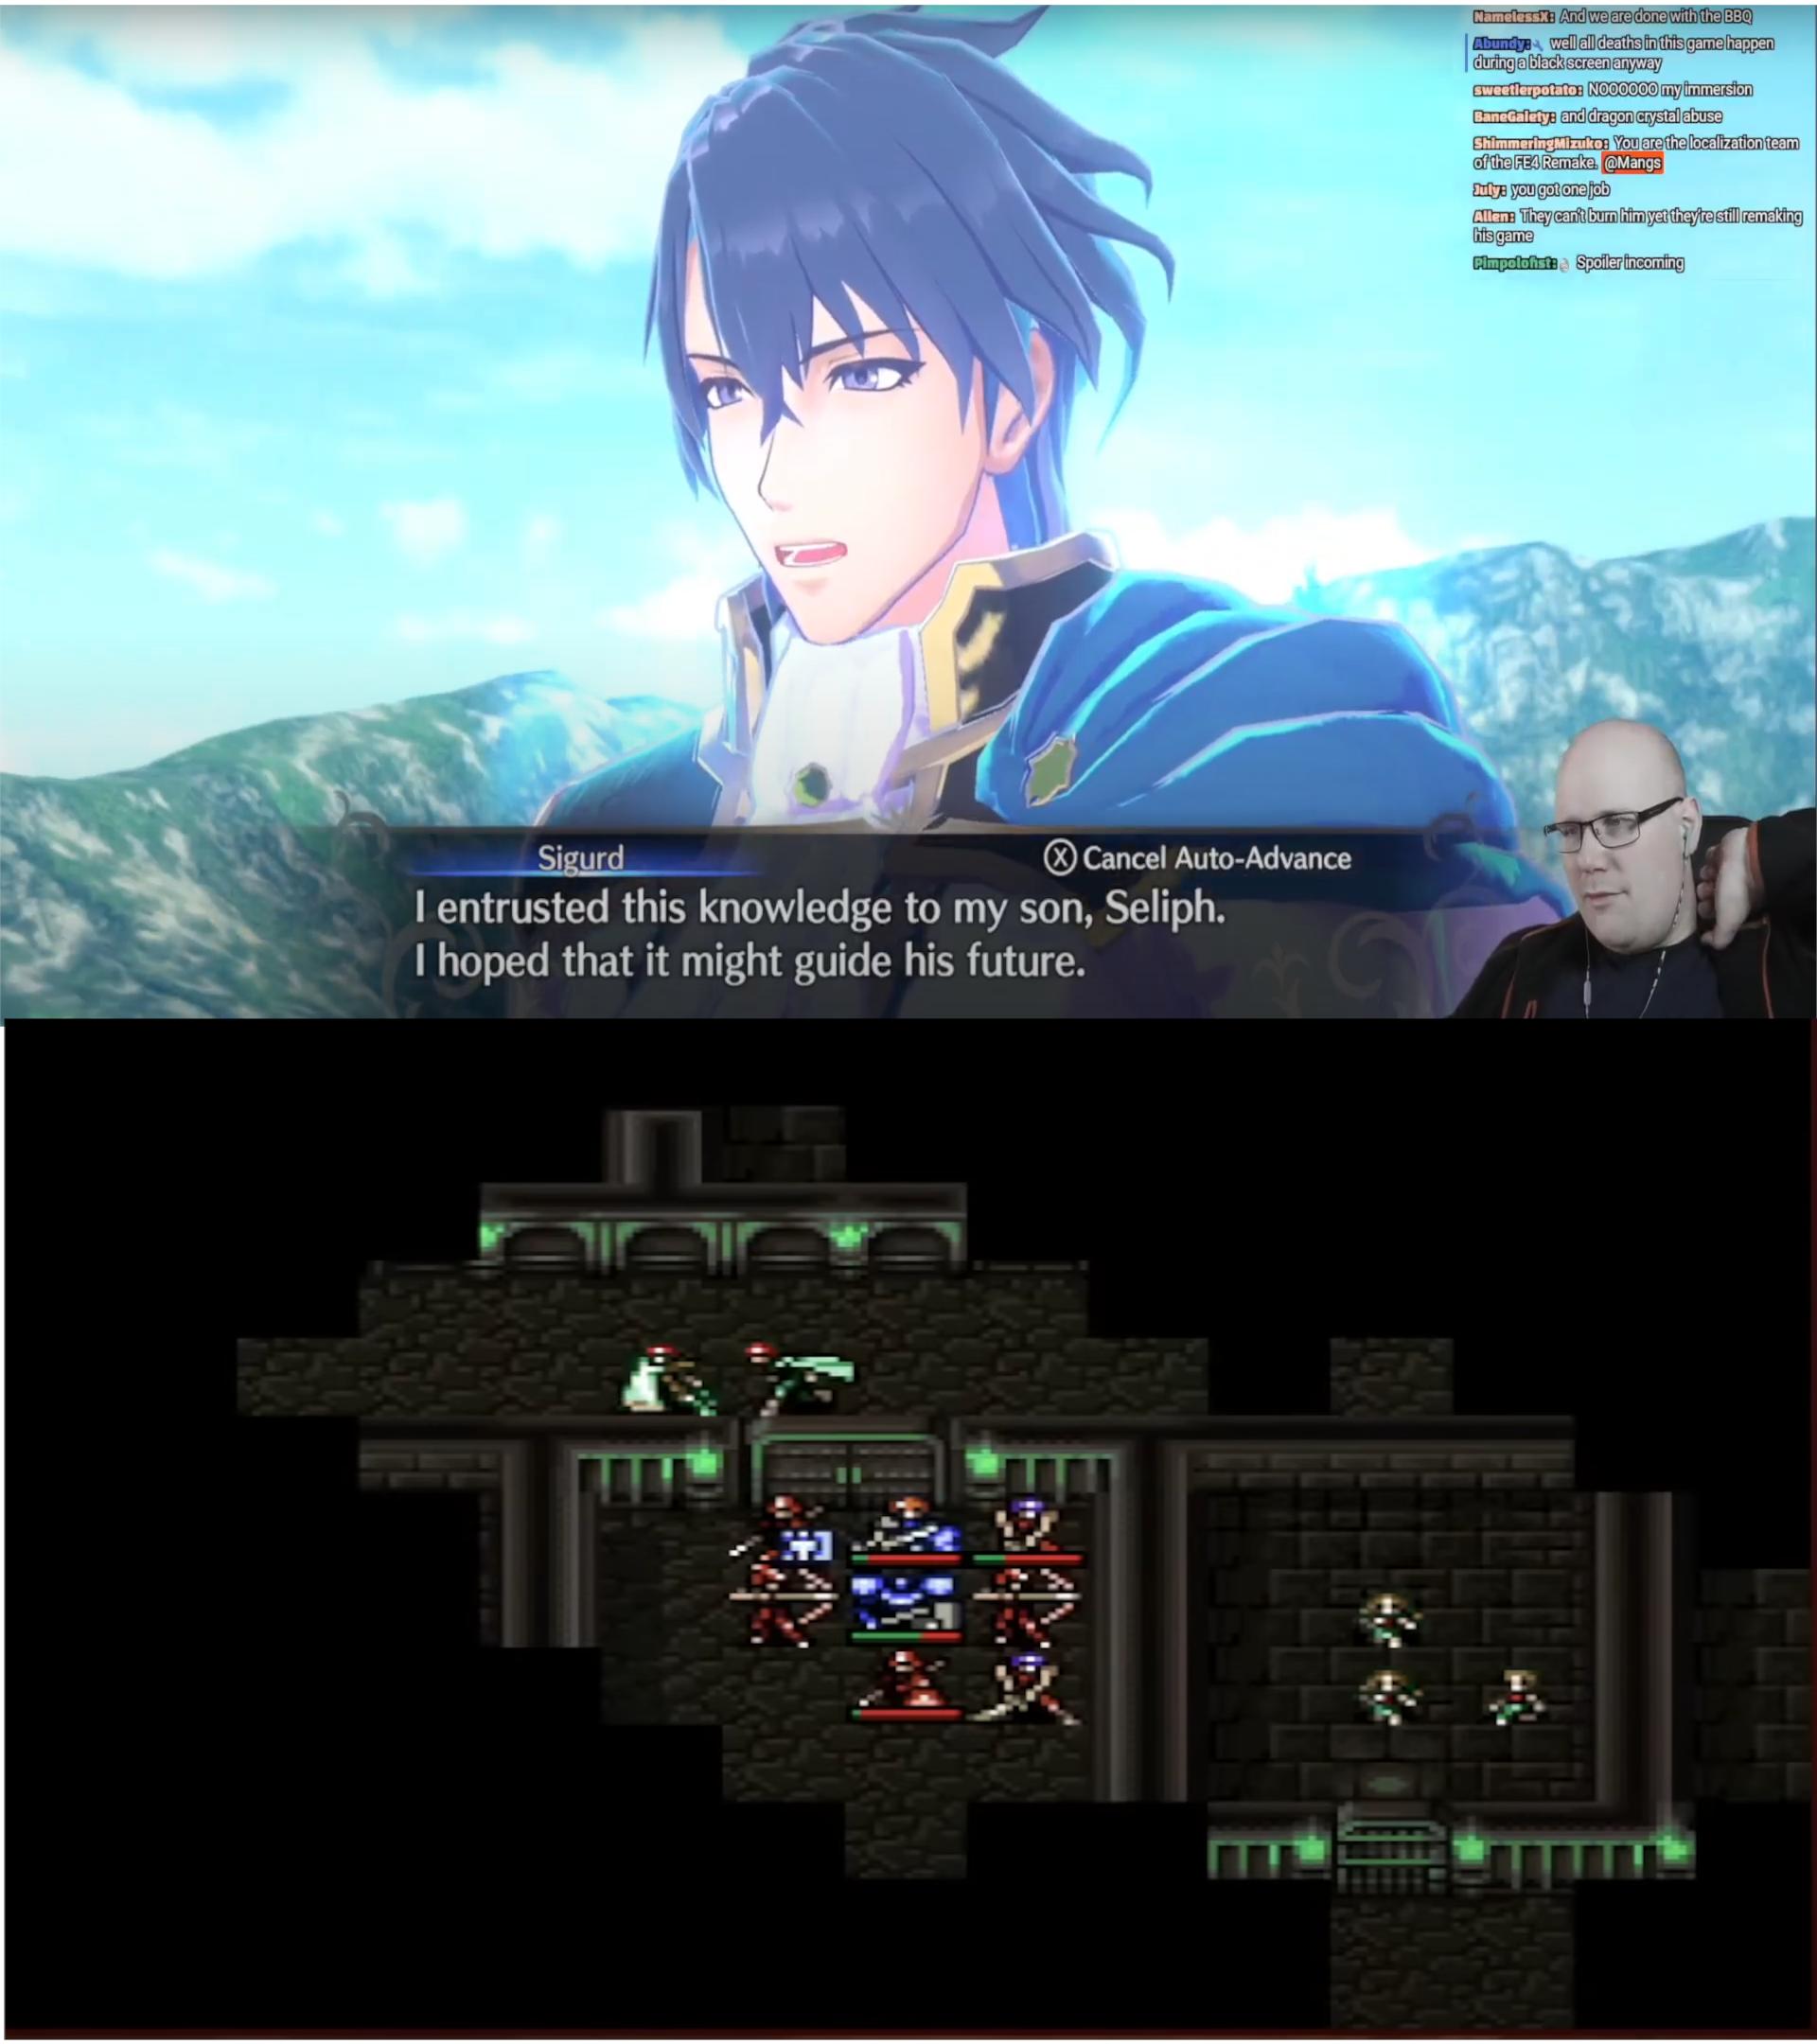 NamelessX: And we are done with the BBQ
Abundy: well all deaths in this game happen
during a black screen anyway
sweetlerpotato: NOOOOOO my immersion
BaneGaiety: and dragon crystal abuse
ShimmeringMizuko: You are the localization team
of the FE4 Remake. @Mangs
July: you got one job
Allen: They can't burn him yet they're still remaking
his game
Pimpolofist: Spoiler incoming
Sigurd
X Cancel Auto-Advance
I entrusted this knowledge to my son, Seliph.
I hoped that it might guide his future.